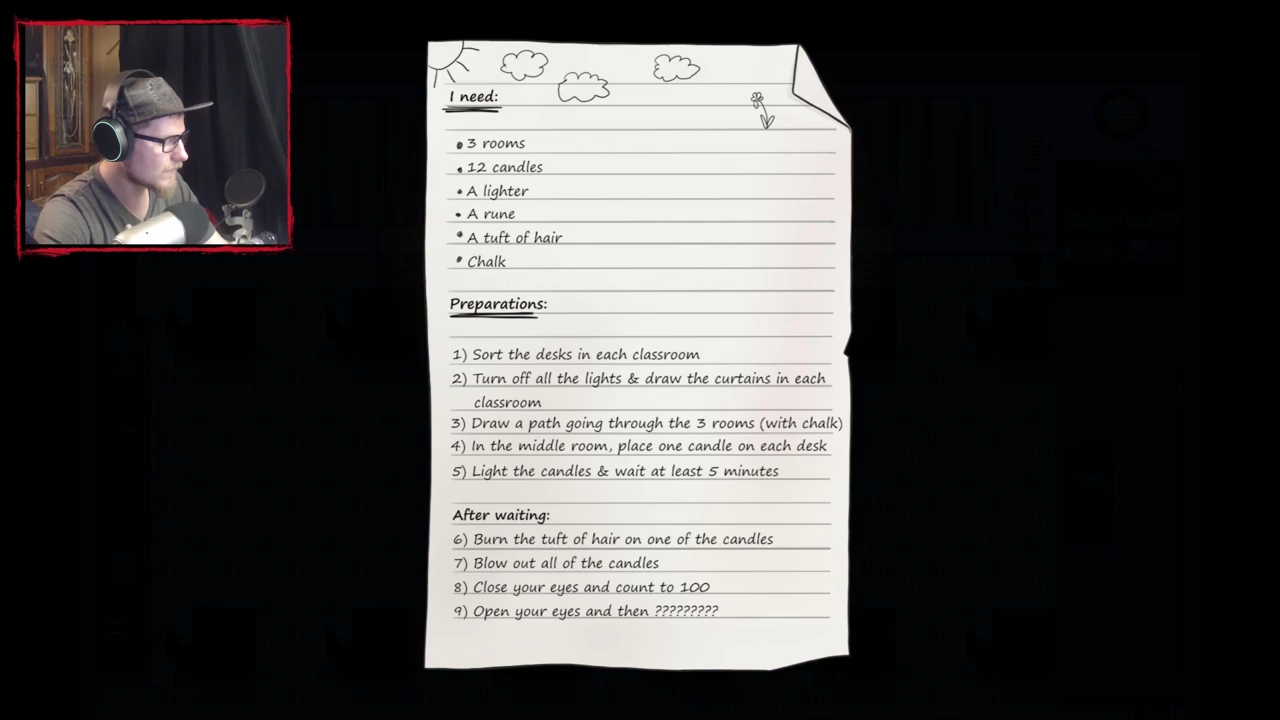 I need:
• 3 rooms
• 12 candles
• A lighter
• A rune
• A tuft of hair
• Chalk
Preparations:
1) Sort the desks in each classroom
2) Turn off all the lights & draw the curtains in each
classroom
3) Draw a path going through the 3 rooms (with chalk)
4) In the middle room, place one candle on each desk
5) Light the candles & wait at least 5 minutes
After waiting:
6) Burn the tuft of hair on one of the candles
7) Blow out all of the candles
8) Close your eyes and count to 100
9) Open your eyes and then ?????????